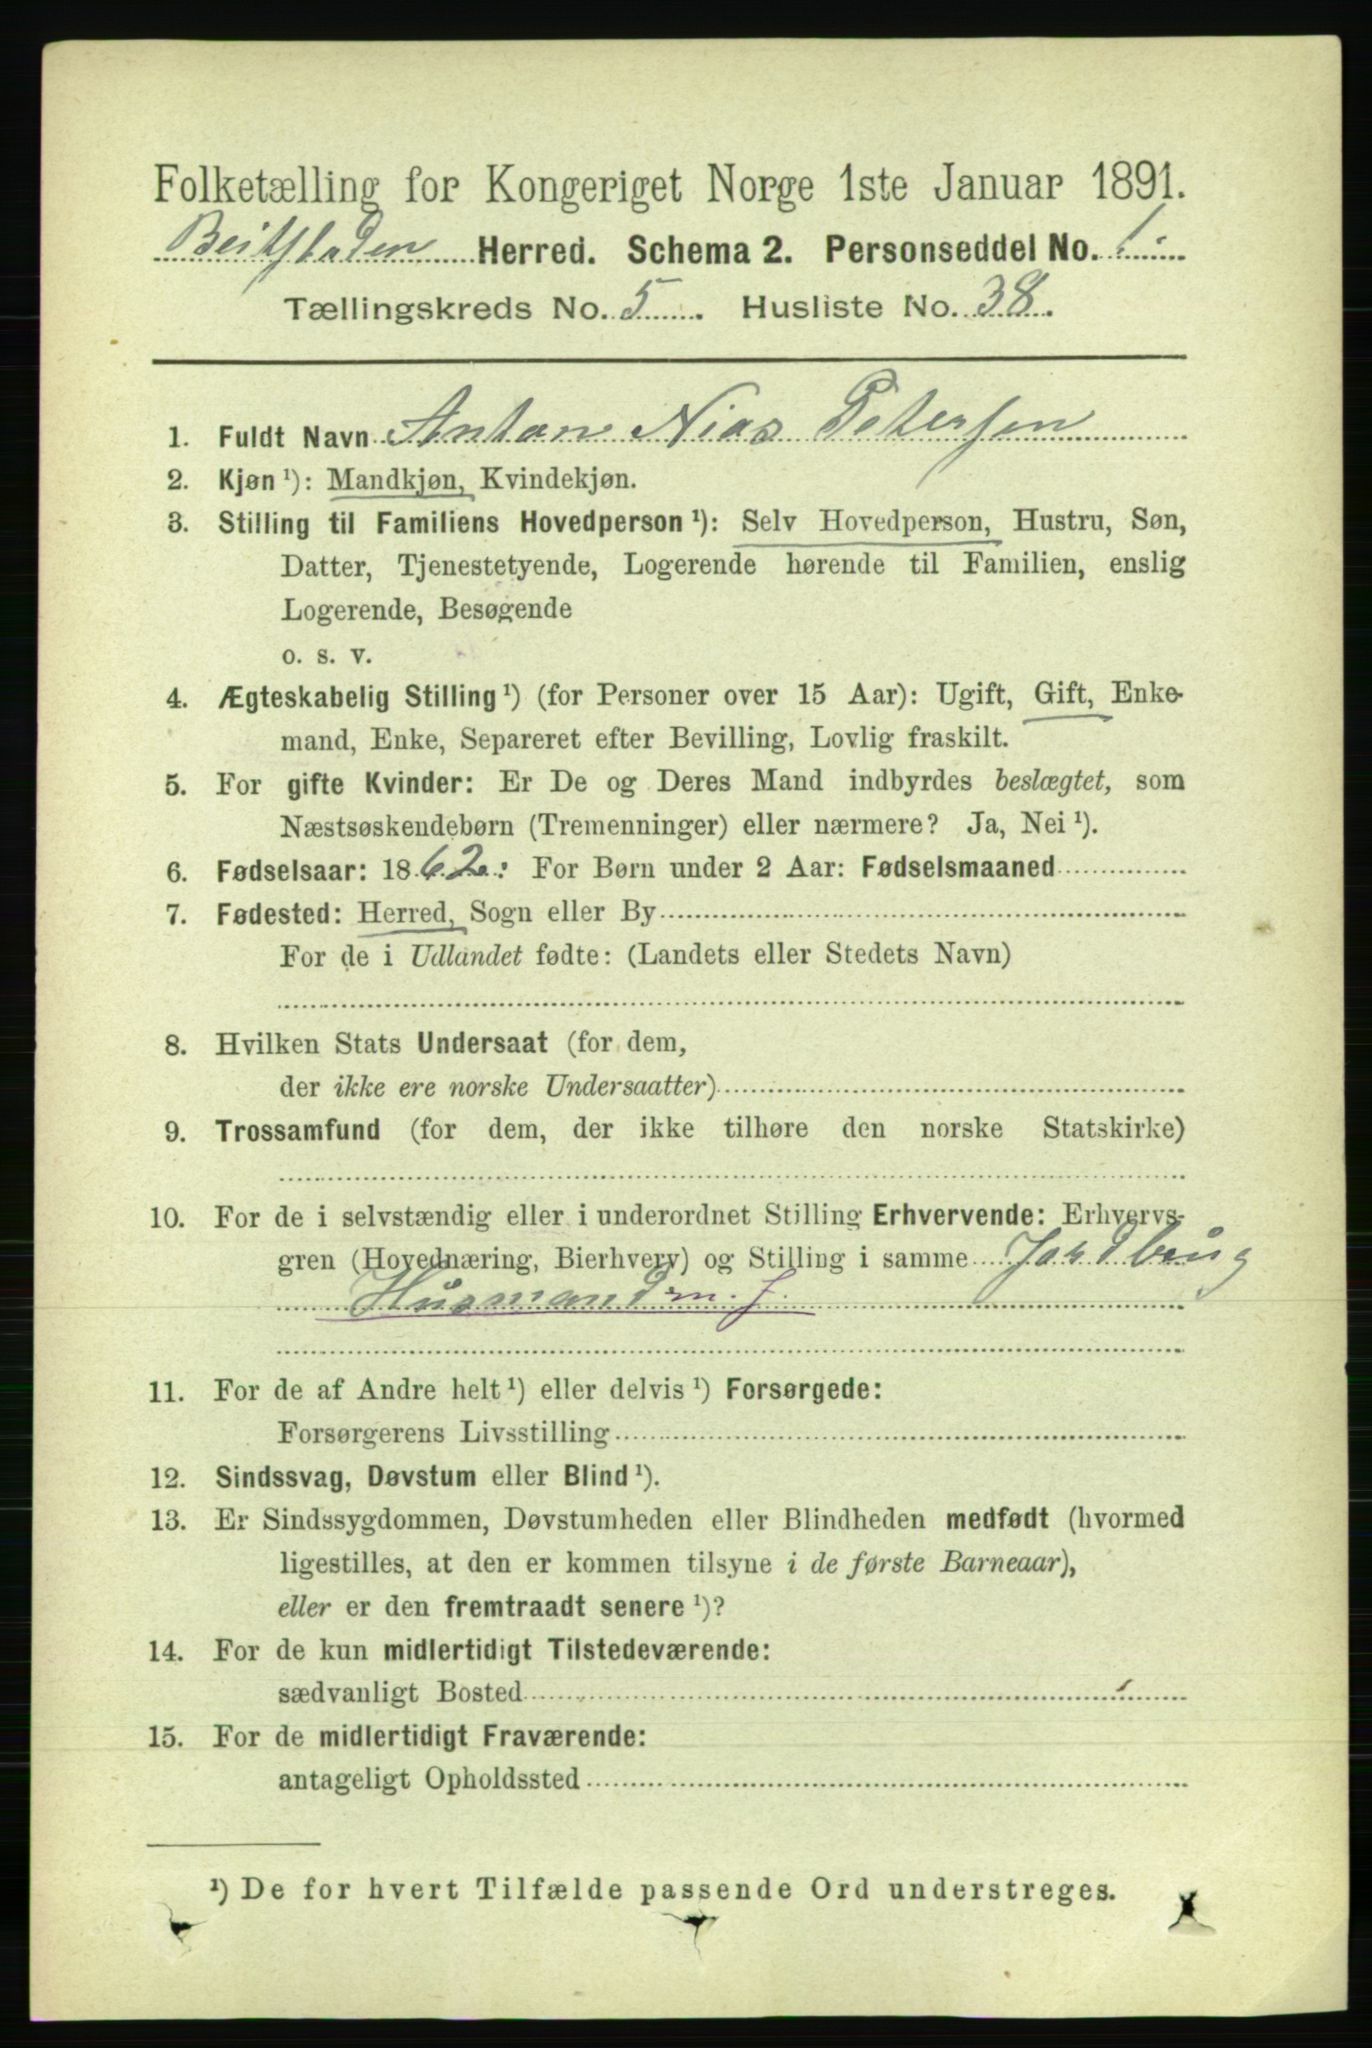 Folketælling for Kongeriget Norge 1ste Januar 1891.
Beitstaden Herred. Schema 2. Personseddel No. 1.
Tællingskreds No. 5. Husliste No. 38.
1. Fuldt Navn Anton Nias Petersen
2. Kjøn ¹): Mandkjøn, Kvindekjøn.
3. Stilling til Familiens Hovedperson ¹): Selv Hovedperson, Hustru, Søn,
Datter, Tjenestetyende, Logerende hørende til Familien, enslig
Logerende, Besøgende
o. s. v.
4. Ægteskabelig Stilling ¹) (for Personer over 15 Aar): Ugift, Gift, Enke-
mand, Enke, Separeret efter Bevilling, Lovlig fraskilt.
5. For gifte Kvinder: Er De og Deres Mand indbyrdes beslægtet, som
Næstsøskendebørn (Tremenninger) eller nærmere? Ja, Nei ¹).
6. Fødselsaar: 1862. For Børn under 2 Aar: Fødselsmaaned
7. Fødested: Herred, Sogn eller By
For de i Udlandet fødte: (Landets eller Stedets Navn)
8. Hvilken Stats Undersaat (for dem,
der ikke ere norske Undersaatter)
9. Trossamfund (for dem, der ikke tilhøre den norske Statskirke)
10. For de i selvstændig eller i underordnet Stilling Erhvervende: Erhvervs-
gren (Hovednæring, Bierhverv) og Stilling i samme Jordbrug
Husmand m. j.
11. For de af Andre helt ¹) eller delvis ¹) Forsørgede:
Forsørgerens Livsstilling
12. Sindssvag, Døvstum eller Blind ¹).
13. Er Sindssygdommen, Døvstumheden eller Blindheden medfødt (hvormed
ligestilles, at den er kommen tilsyne i de første Barneaar),
eller er den fremtraadt senere ¹)?
14. For de kun midlertidigt Tilstedeværende:
sædvanligt Bosted
15. For de midlertidigt Fraværende:
antageligt Opholdssted
¹) De for hvert Tilfælde passende Ord understreges.